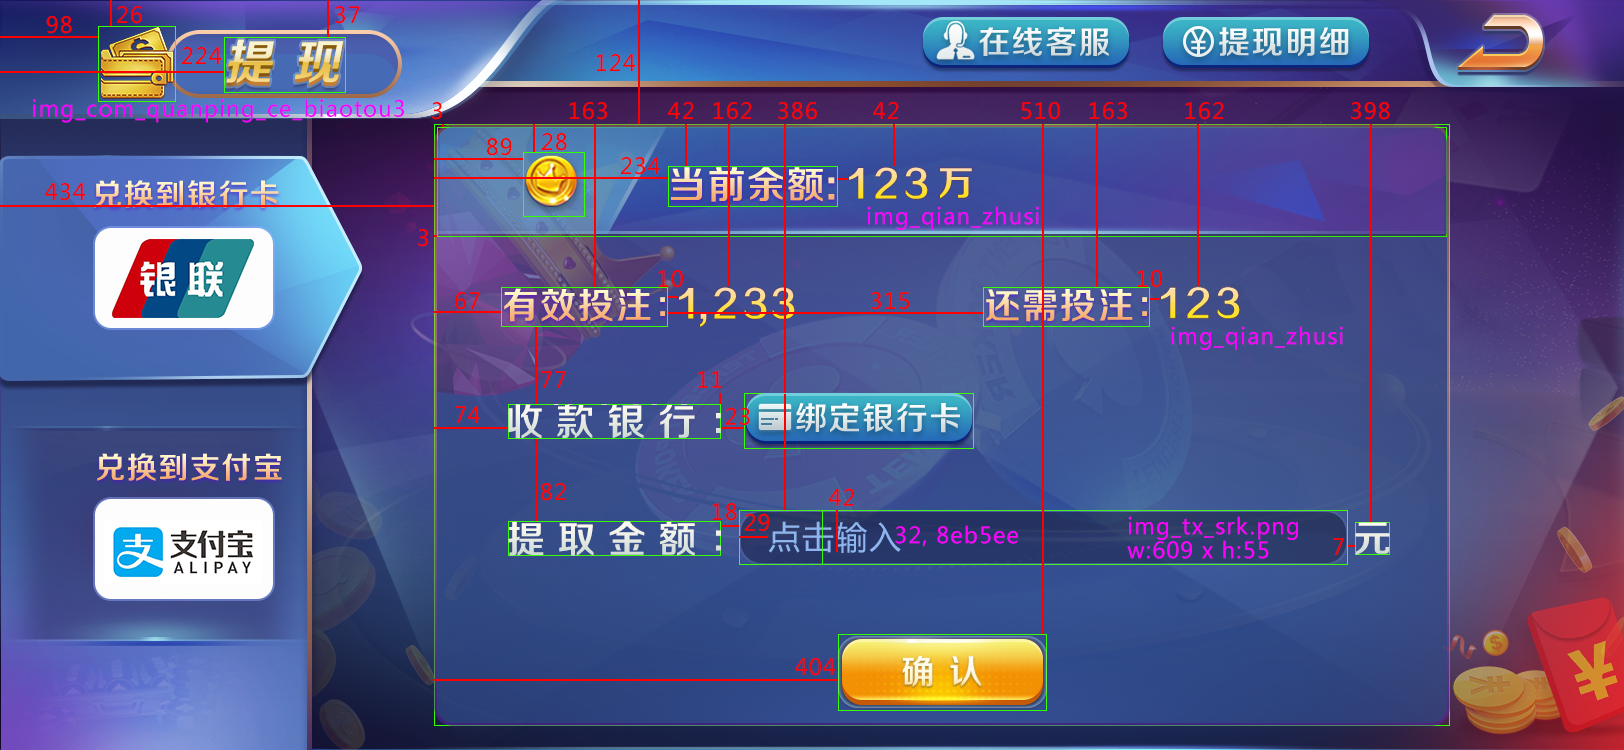 98
26
37
224
提 现
img_com_quanping_ce_biaotou3
124
在线客服
提现明细
3
163
42
162
386
42
510
163
162
398
89
28
234
当前余额:
123万
img_qian_zhusi
434
兑换到银行卡
银联
3
67
有效投注:
10
1,233
315
还需投注:
10
123
img_qian_zhusi
77
11
74
收款银行:
23
绑定银行卡
兑换到支付宝
支 支付宝
ALIPAY
82
提取金额:
18
29
点击输入
42
32, 8eb5ee
img_tx_srk.png
w:609 x h:55
7
元
404
确 认